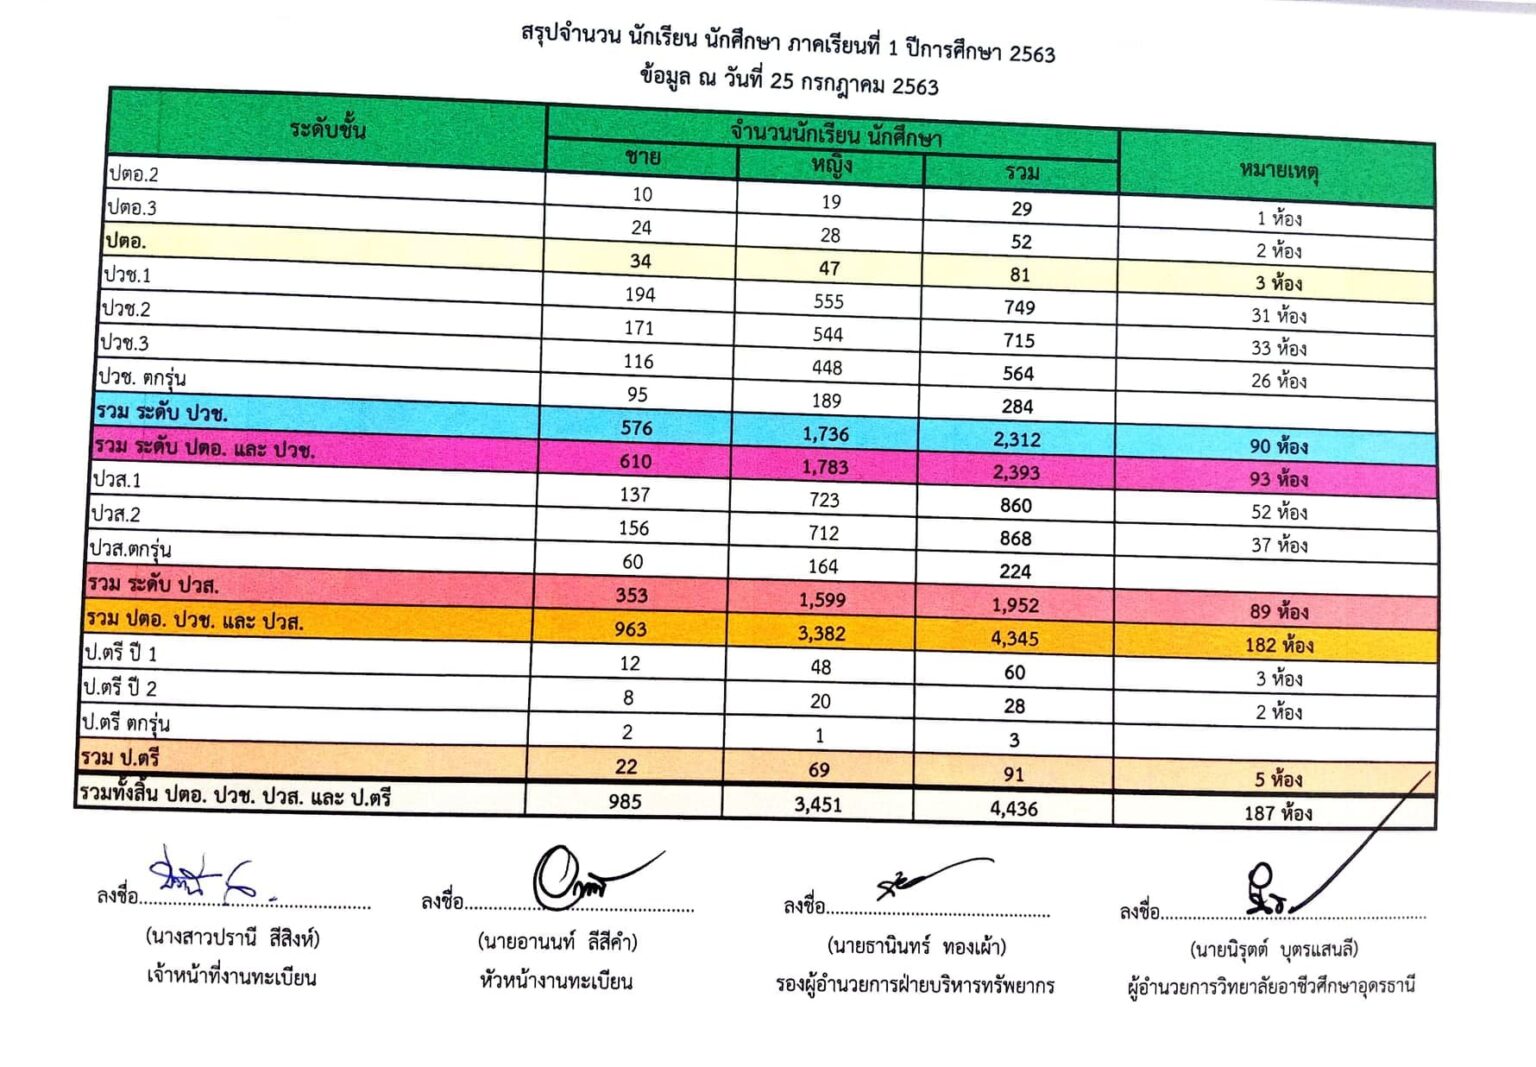 สรุปจำนวน นักเรียน นักศึกษา ภาคเรียนที่ 1 ปีการศึกษา 2563
ข้อมูล ณ วันที่ 25 กรกฎาคม 2563
ระดับชั้น จำนวนนักเรียน นักศึกษา หมายเหตุ
ชาย หญิง รวม
ปตอ.2 10 19 29 1 ห้อง
ปตอ.3 24 28 52 2 ห้อง
ปตอ. 34 47 81 3 ห้อง
ปวช.1 194 555 749 31 ห้อง
ปวช.2 171 544 715 33 ห้อง
ปวช.3 116 448 564 26 ห้อง
ปวช. ตกรุ่น 95 189 284
รวม ระดับ ปวช. 576 1,736 2,312 90 ห้อง
รวม ระดับ ปตอ. และ ปวช. 610 1,783 2,393 93 ห้อง
ปวส.1 137 723 860 52 ห้อง
ปวส.2 156 712 868 37 ห้อง
ปวส.ตกรุ่น 60 164 224
รวม ระดับ ปวส. 353 1,599 1,952 89 ห้อง
รวม ปตอ. ปวช. และ ปวส. 963 3,382 4,345 182 ห้อง
ป.ตรี ปี 1 12 48 60 3 ห้อง
ป.ตรี ปี 2 8 20 28 2 ห้อง
ป.ตรี ตกรุ่น 2 1 3
รวม ป.ตรี 22 69 91 5 ห้อง
รวมทั้งสิ้น ปตอ. ปวช. ปวส. และ ป.ตรี 985 3,451 4,436 187 ห้อง
ลงชื่อ ลงชื่อ ลงชื่อ ลงชื่อ
(นางสาวปรานี สีสิงห์) (นายอานนท์ ลีสีคำ) (นายธานินทร์ ทองเผ้า) (นายนิรุตต์ บุตรแสนลี)
เจ้าหน้าที่งานทะเบียน หัวหน้างานทะเบียน รองผู้อำนวยการฝ่ายบริหารทรัพยากร ผู้อำนวยการวิทยาลัยอาชีวศึกษาอุดรธานี